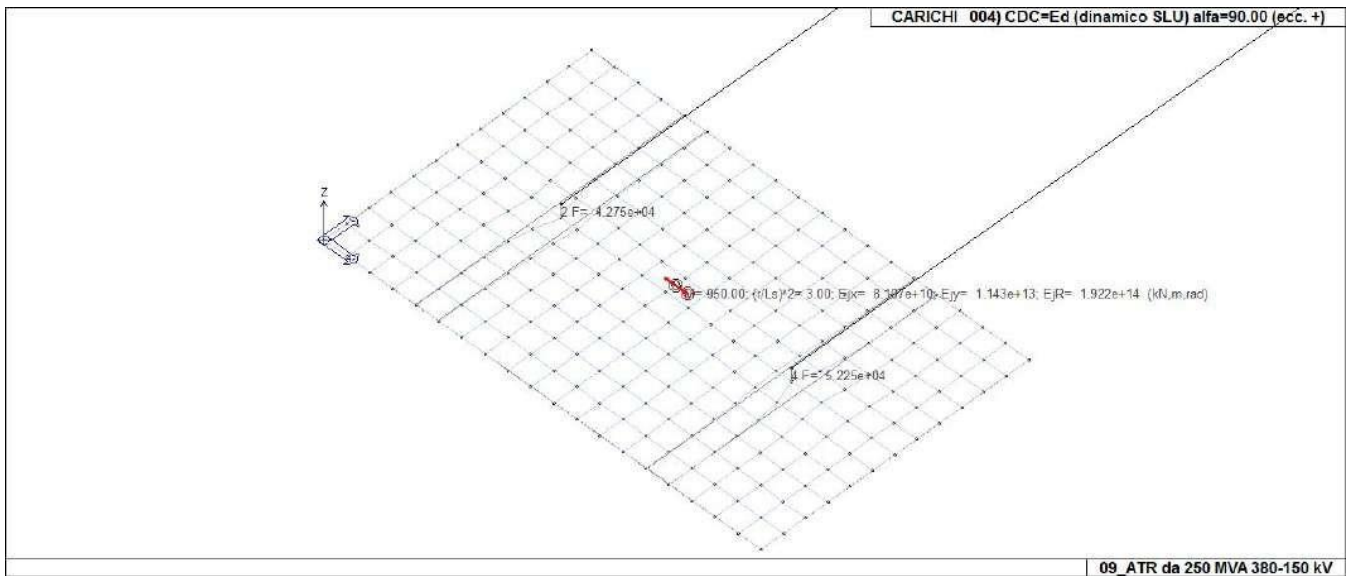 CARICHI 004) CDC=Ed (dinamico SLU) alfa=90.00 (ecc. +)
Z
2 F= 4.275e+04
M= 950.00; (r/Ls)^2= 3.00; Ejx= 8.107e+10; Ejy= 1.143e+13; EjR= 1.922e+14 (kN,m,rad)
4 F= 5.225e+04
09_ATR da 250 MVA 380-150 kV